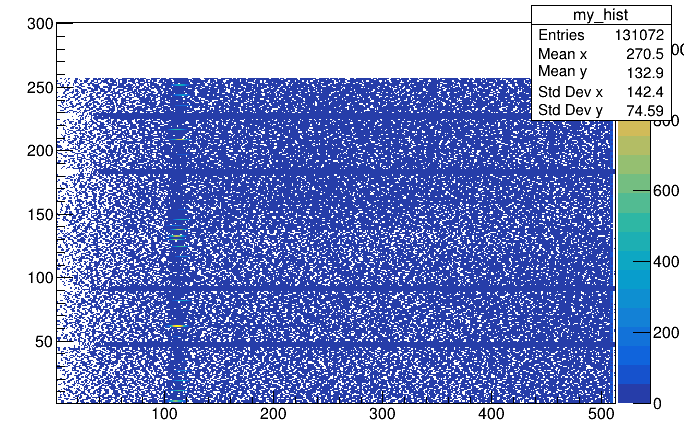 my_hist
Entries 131072
Mean x 270.5
Mean y 132.9
Std Dev x 142.4
Std Dev y 74.59
300
250
200
150
100
50
100 200 300 400 500
800
600
400
200
0